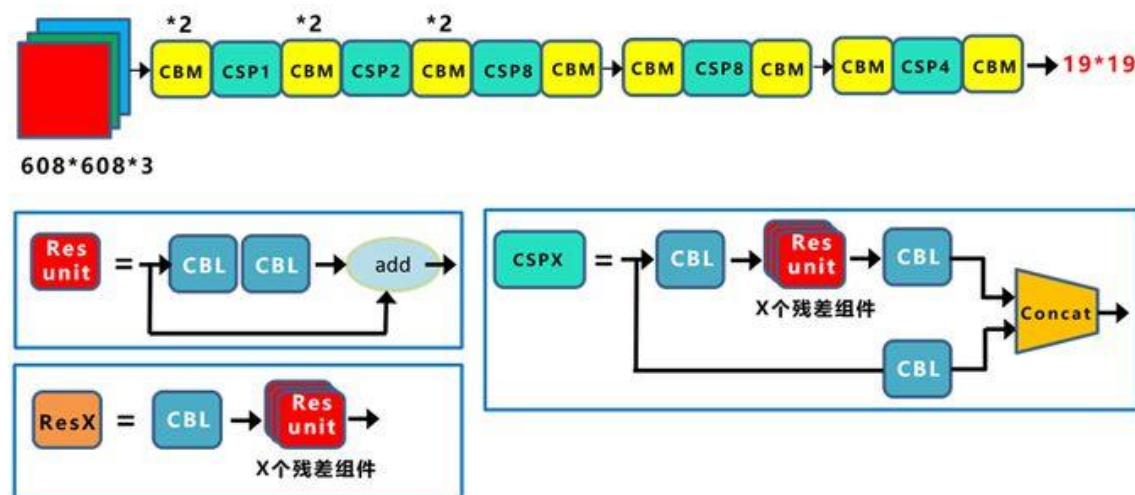 *2 *2 *2
CBM CSP1 CBM CSP2 CBM CSP8 CBM CBM CSP8 CBM CBM CSP4 CBM 19*19
608*608*3
Res unit = CBL CBL add
ResX = CBL Res unit
X个残差组件
CSPX = CBL Res unit CBL
X个残差组件
Concat
CBL